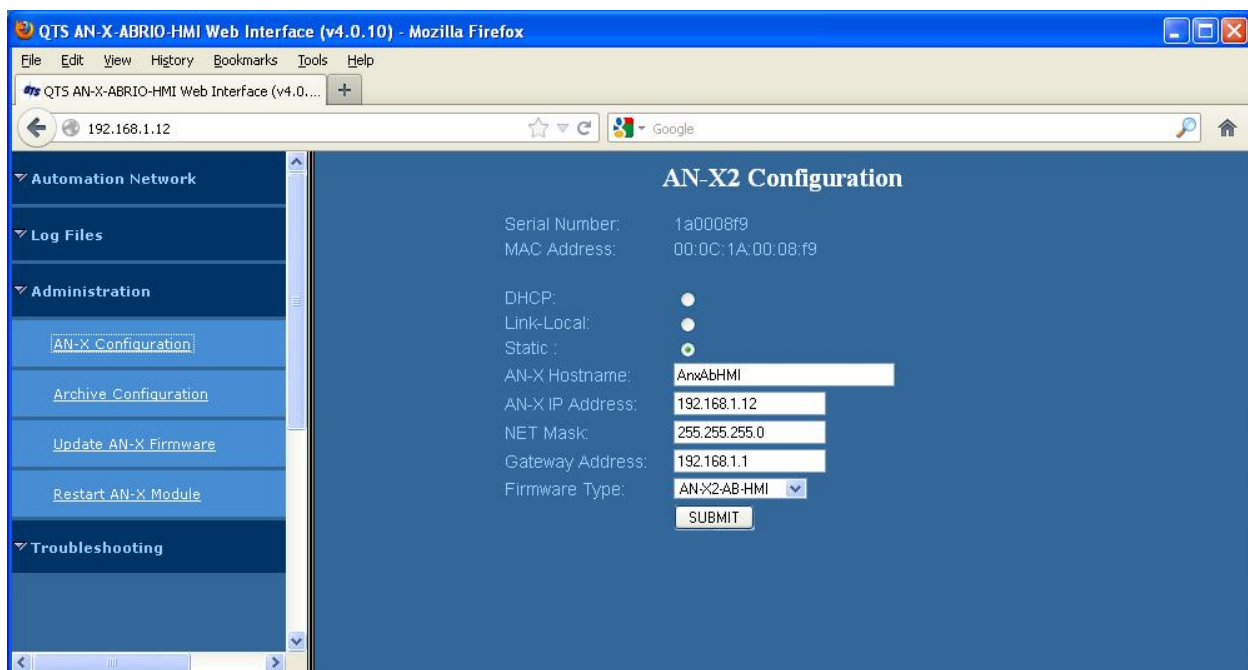 QTS AN-X-ABRIO-HMI Web Interface (v4.0.10) - Mozilla Firefox
File Edit View History Bookmarks Tools Help
QTS QTS AN-X-ABRIO-HMI Web Interface (v4.0.... +
192.168.1.12 Google
Automation Network
Log Files
Administration
AN-X Configuration
Archive Configuration
Update AN-X Firmware
Restart AN-X Module
Troubleshooting
AN-X2 Configuration
Serial Number: 1a0008f9
MAC Address: 00:0C:1A:00:08:f9
DHCP:
Link-Local:
Static :
AN-X Hostname: AnxAbHMI
AN-X IP Address: 192.168.1.12
NET Mask: 255.255.255.0
Gateway Address: 192.168.1.1
Firmware Type: AN-X2-AB-HMI
SUBMIT